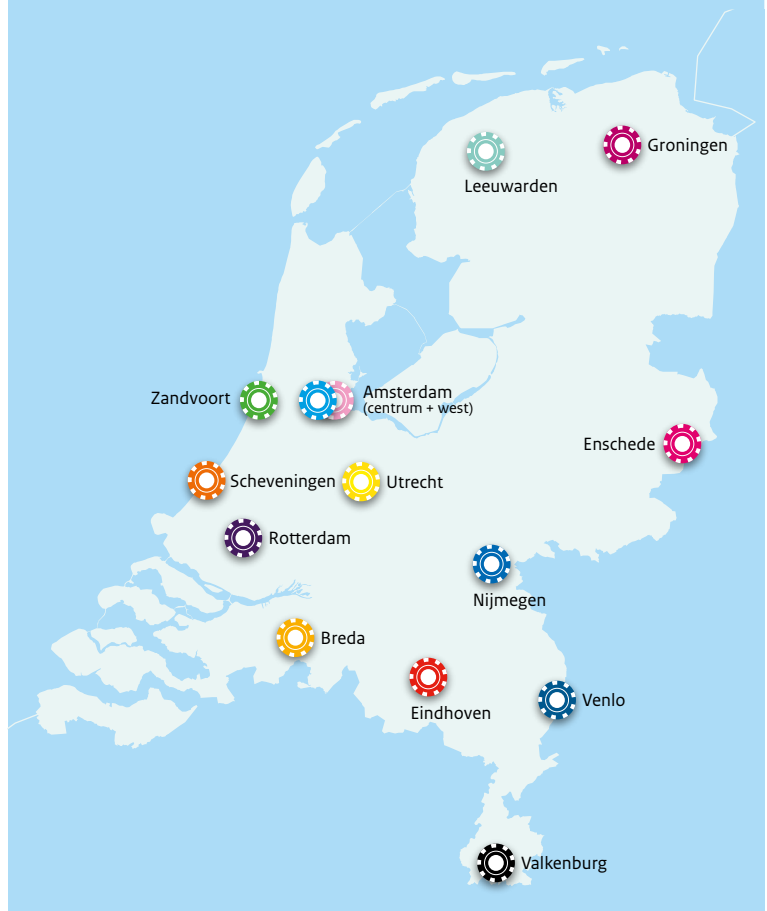 Groningen
Leeuwarden
Zandvoort
Amsterdam
(centrum + west)
Enschede
Scheveningen
Utrecht
Rotterdam
Nijmegen
Breda
Eindhoven
Venlo
Valkenburg